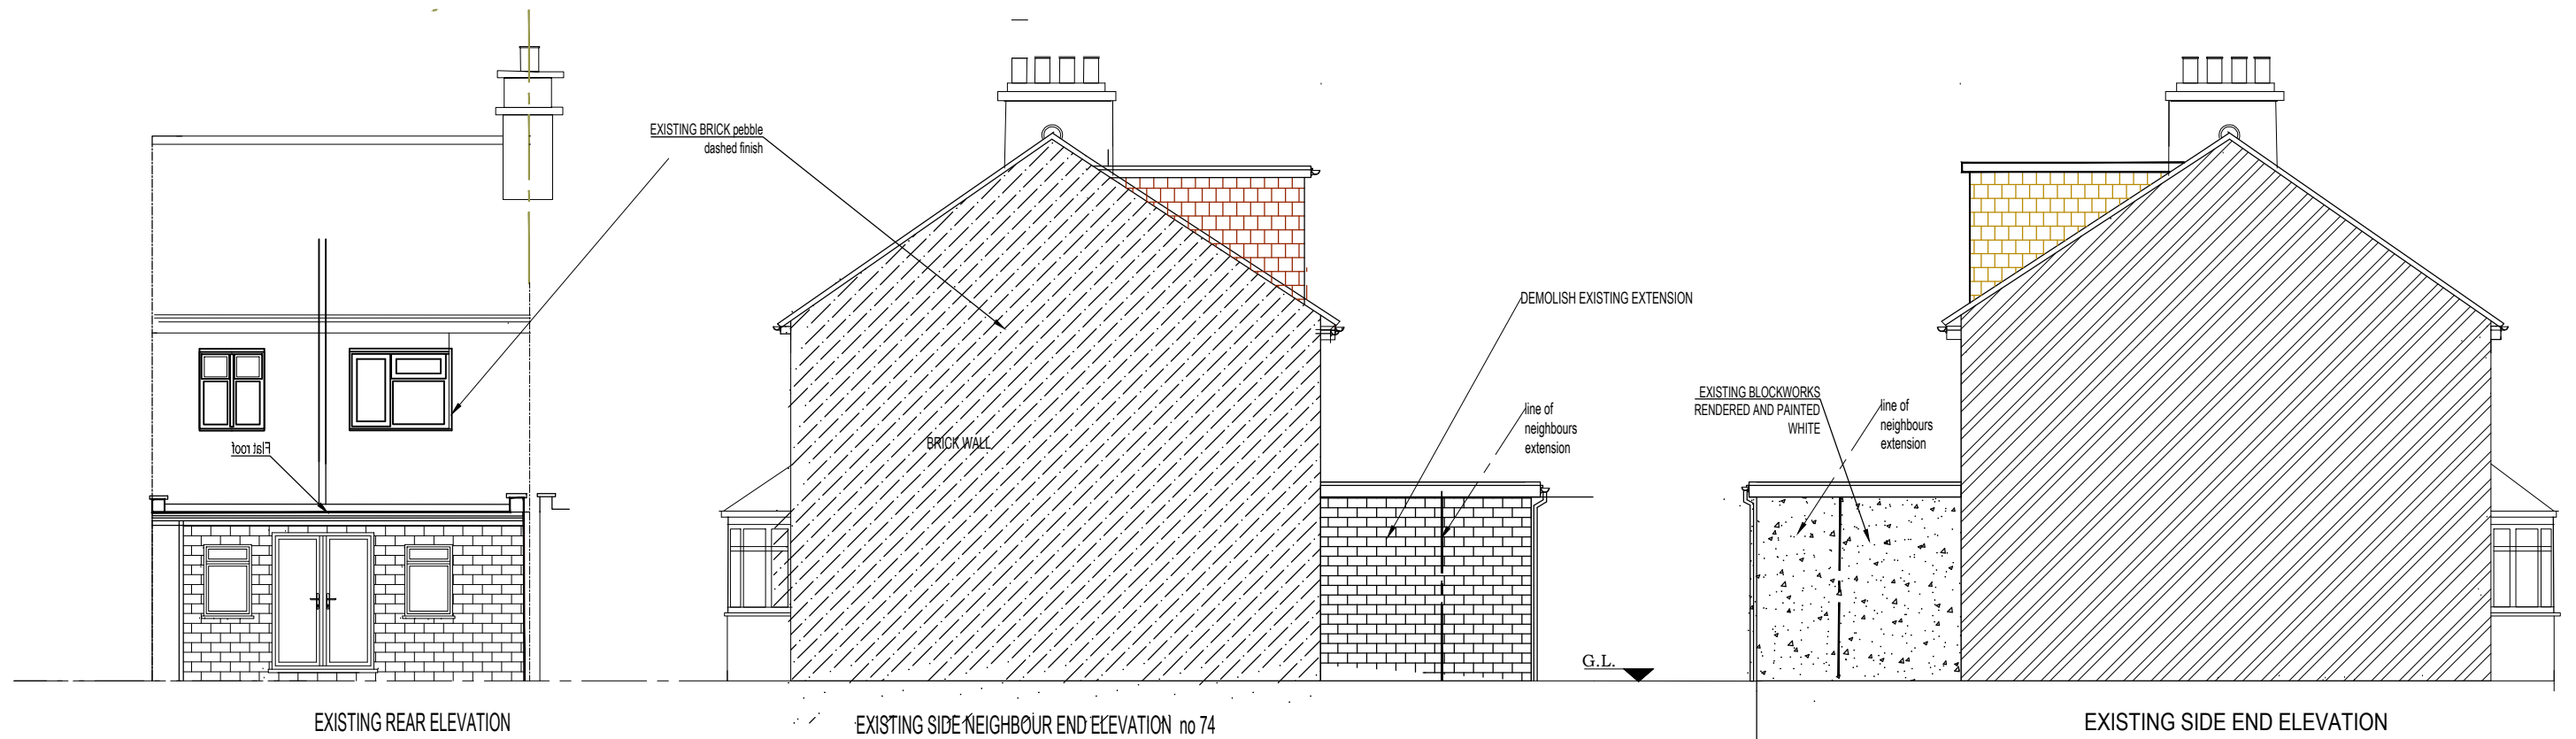 EXISTING BRICK pebble
dashed finish
Flat roof
BRICK WALL
DEMOLISH EXISTING EXTENSION
line of
neighbours
extension
EXISTING BLOCKWORKS
RENDERED AND PAINTED
WHITE
line of
neighbours
extension
G.L.
EXISTING REAR ELEVATION
EXISTING SIDE NEIGHBOUR END ELEVATION no 74
EXISTING SIDE END ELEVATION